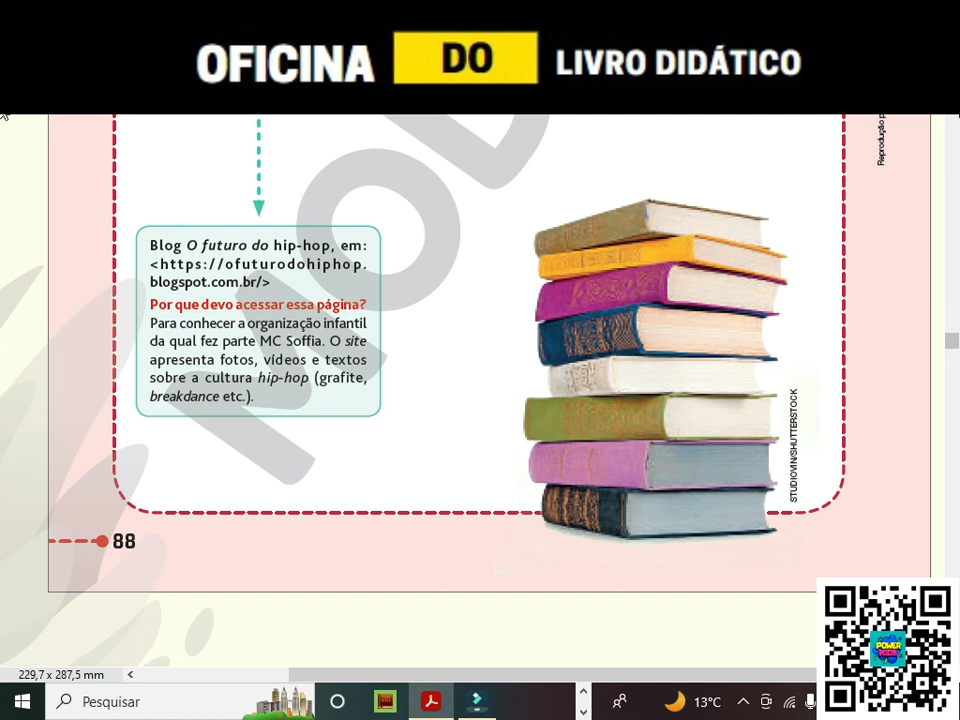 OFICINA DO LIVRO DIDÁTICO
Reprodução p
Blog O futuro do hip-hop, em:
<https://ofuturodohiphop.
blogspot.com.br/>
Por que devo acessar essa página?
Para conhecer a organização infantil
da qual fez parte MC Soffia. O site
apresenta fotos, vídeos e textos
sobre a cultura hip-hop (grafite,
breakdance etc.).
STUDIOVIN/SHUTTERSTOCK
88
229,7 x 287,5 mm
Pesquisar
13°C